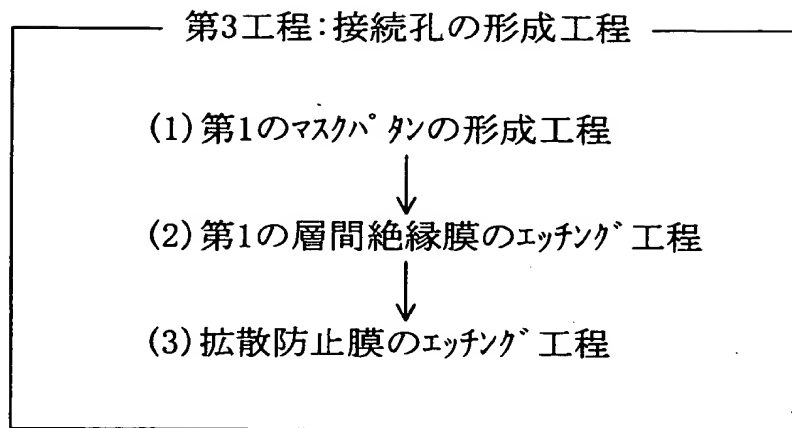 第3工程:接続孔の形成工程
(1)第1のﾏｽｸﾊﾟﾀﾝの形成工程
(2)第1の層間絶縁膜のｴｯﾁﾝｸﾞ工程
(3)拡散防止膜のｴｯﾁﾝｸﾞ工程